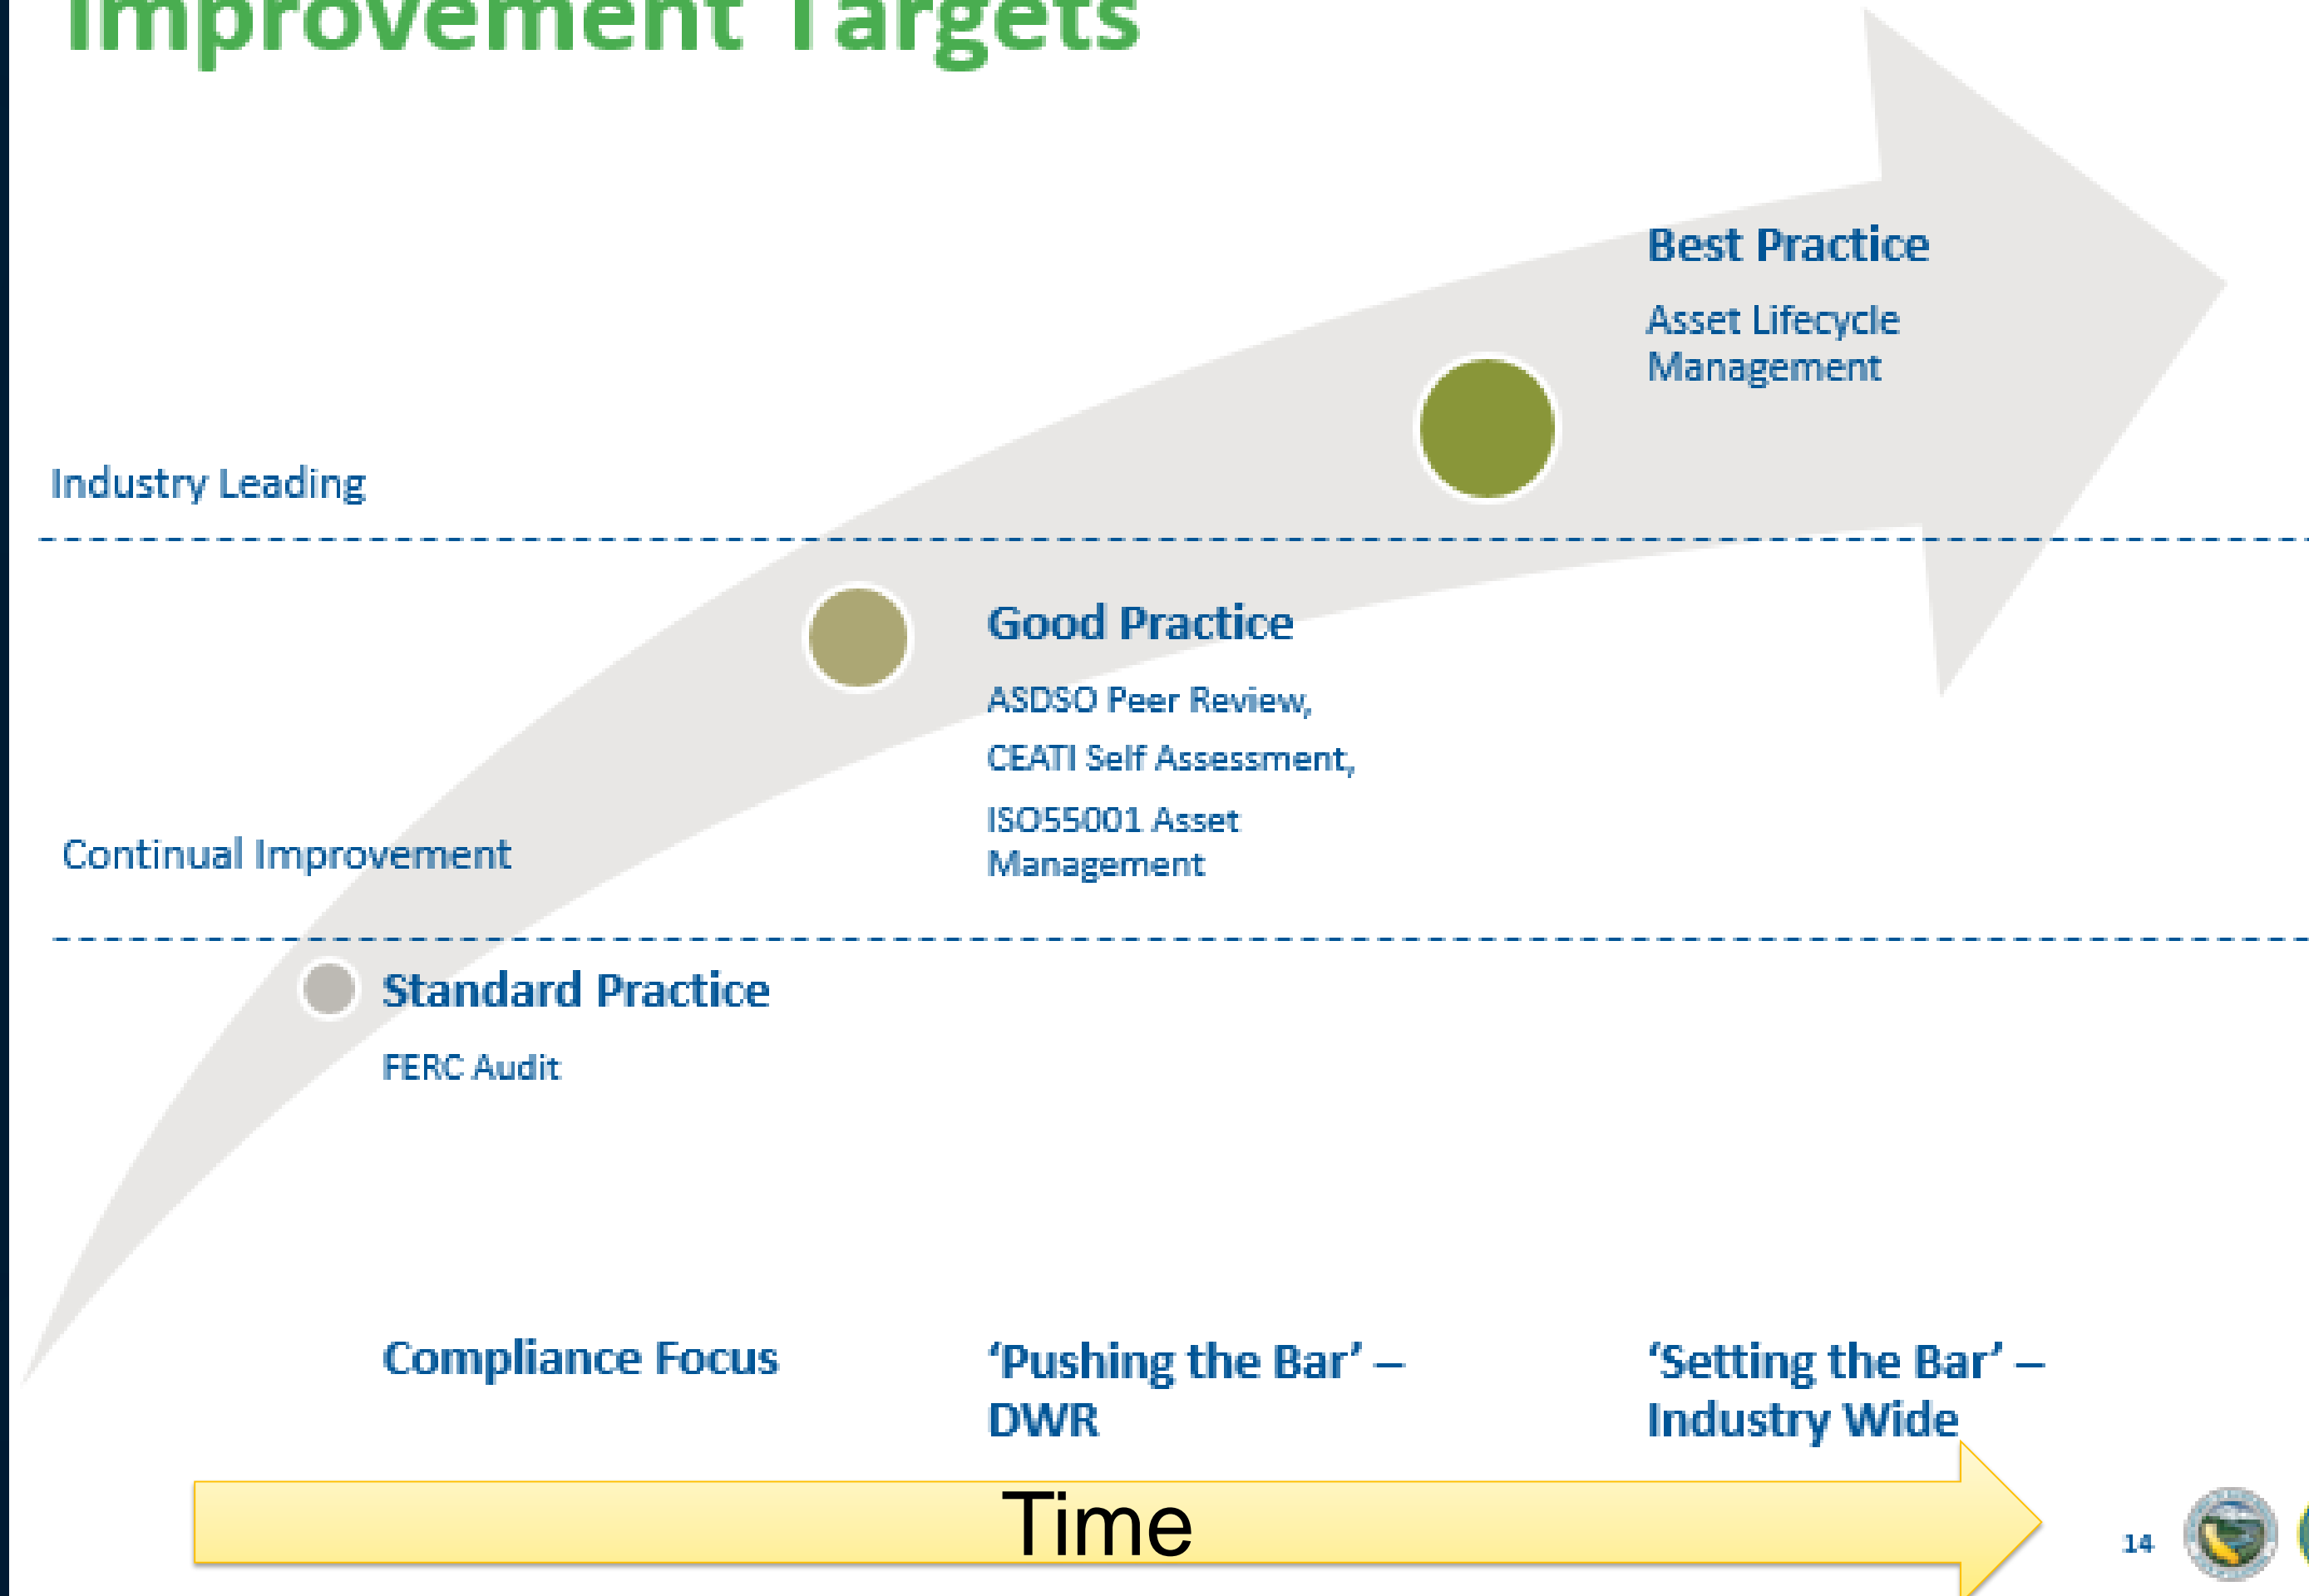 Improvement Targets
Best Practice
Asset Lifecycle
Management
Industry Leading
Good Practice
ASDSO Peer Review,
CEATI Self Assessment,
ISO55001 Asset
Management
Continual Improvement
Standard Practice
FERC Audit
Compliance Focus
‘Pushing the Bar’ –
DWR
‘Setting the Bar’ –
Industry Wide
Time
14